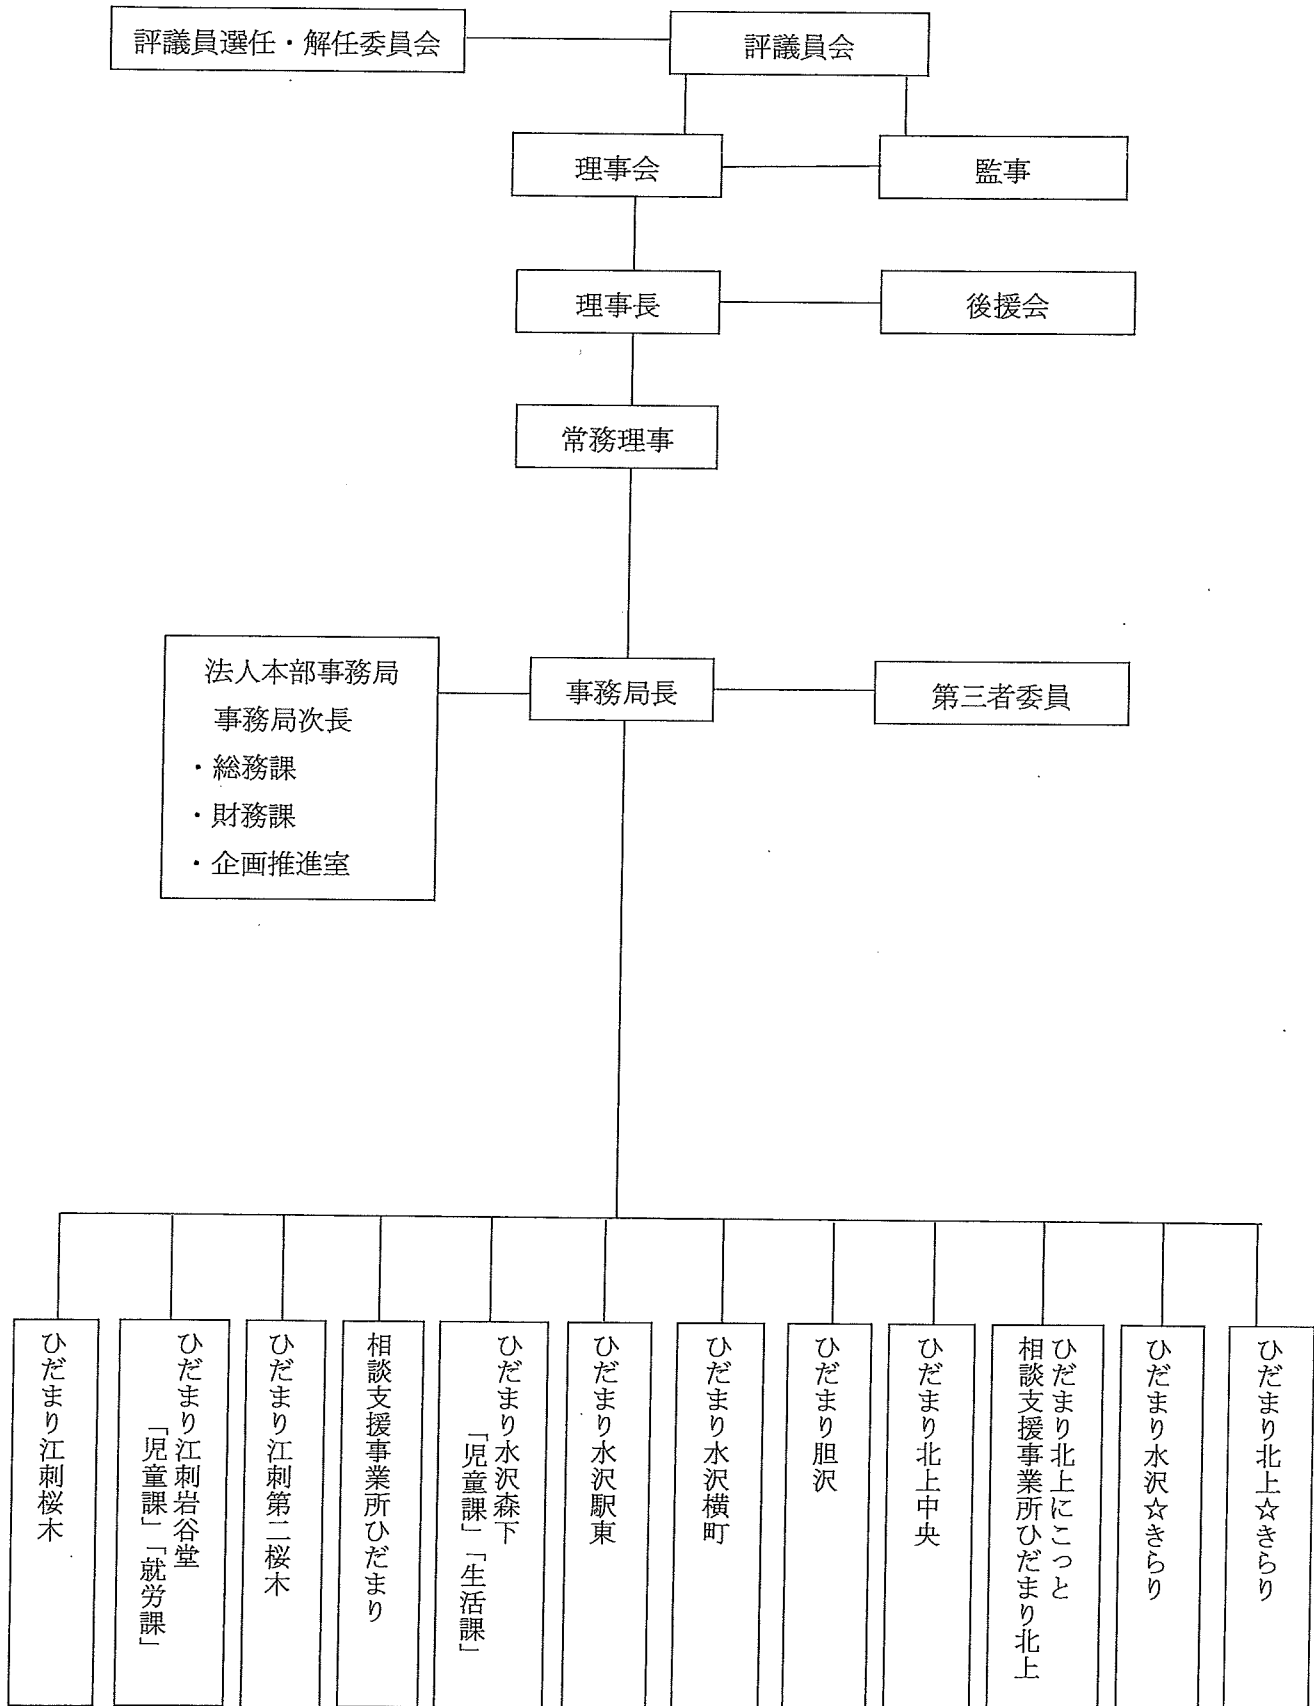 評議員選任・解任委員会
評議員会
理事会
監事
理事長
後援会
常務理事
法人本部事務局
事務局次長
・総務課
・財務課
・企画推進室
事務局長
第三者委員
ひだまり江刺桜木
ひだまり江刺岩谷堂
「児童課」「就労課」
ひだまり江刺第二桜木
相談支援事業所ひだまり
ひだまり水沢森下
「児童課」「生活課」
ひだまり水沢駅東
ひだまり水沢横町
ひだまり胆沢
ひだまり北上中央
ひだまり北上にこっと
相談支援事業所ひだまり北上
ひだまり水沢☆きらり
ひだまり北上☆きらり